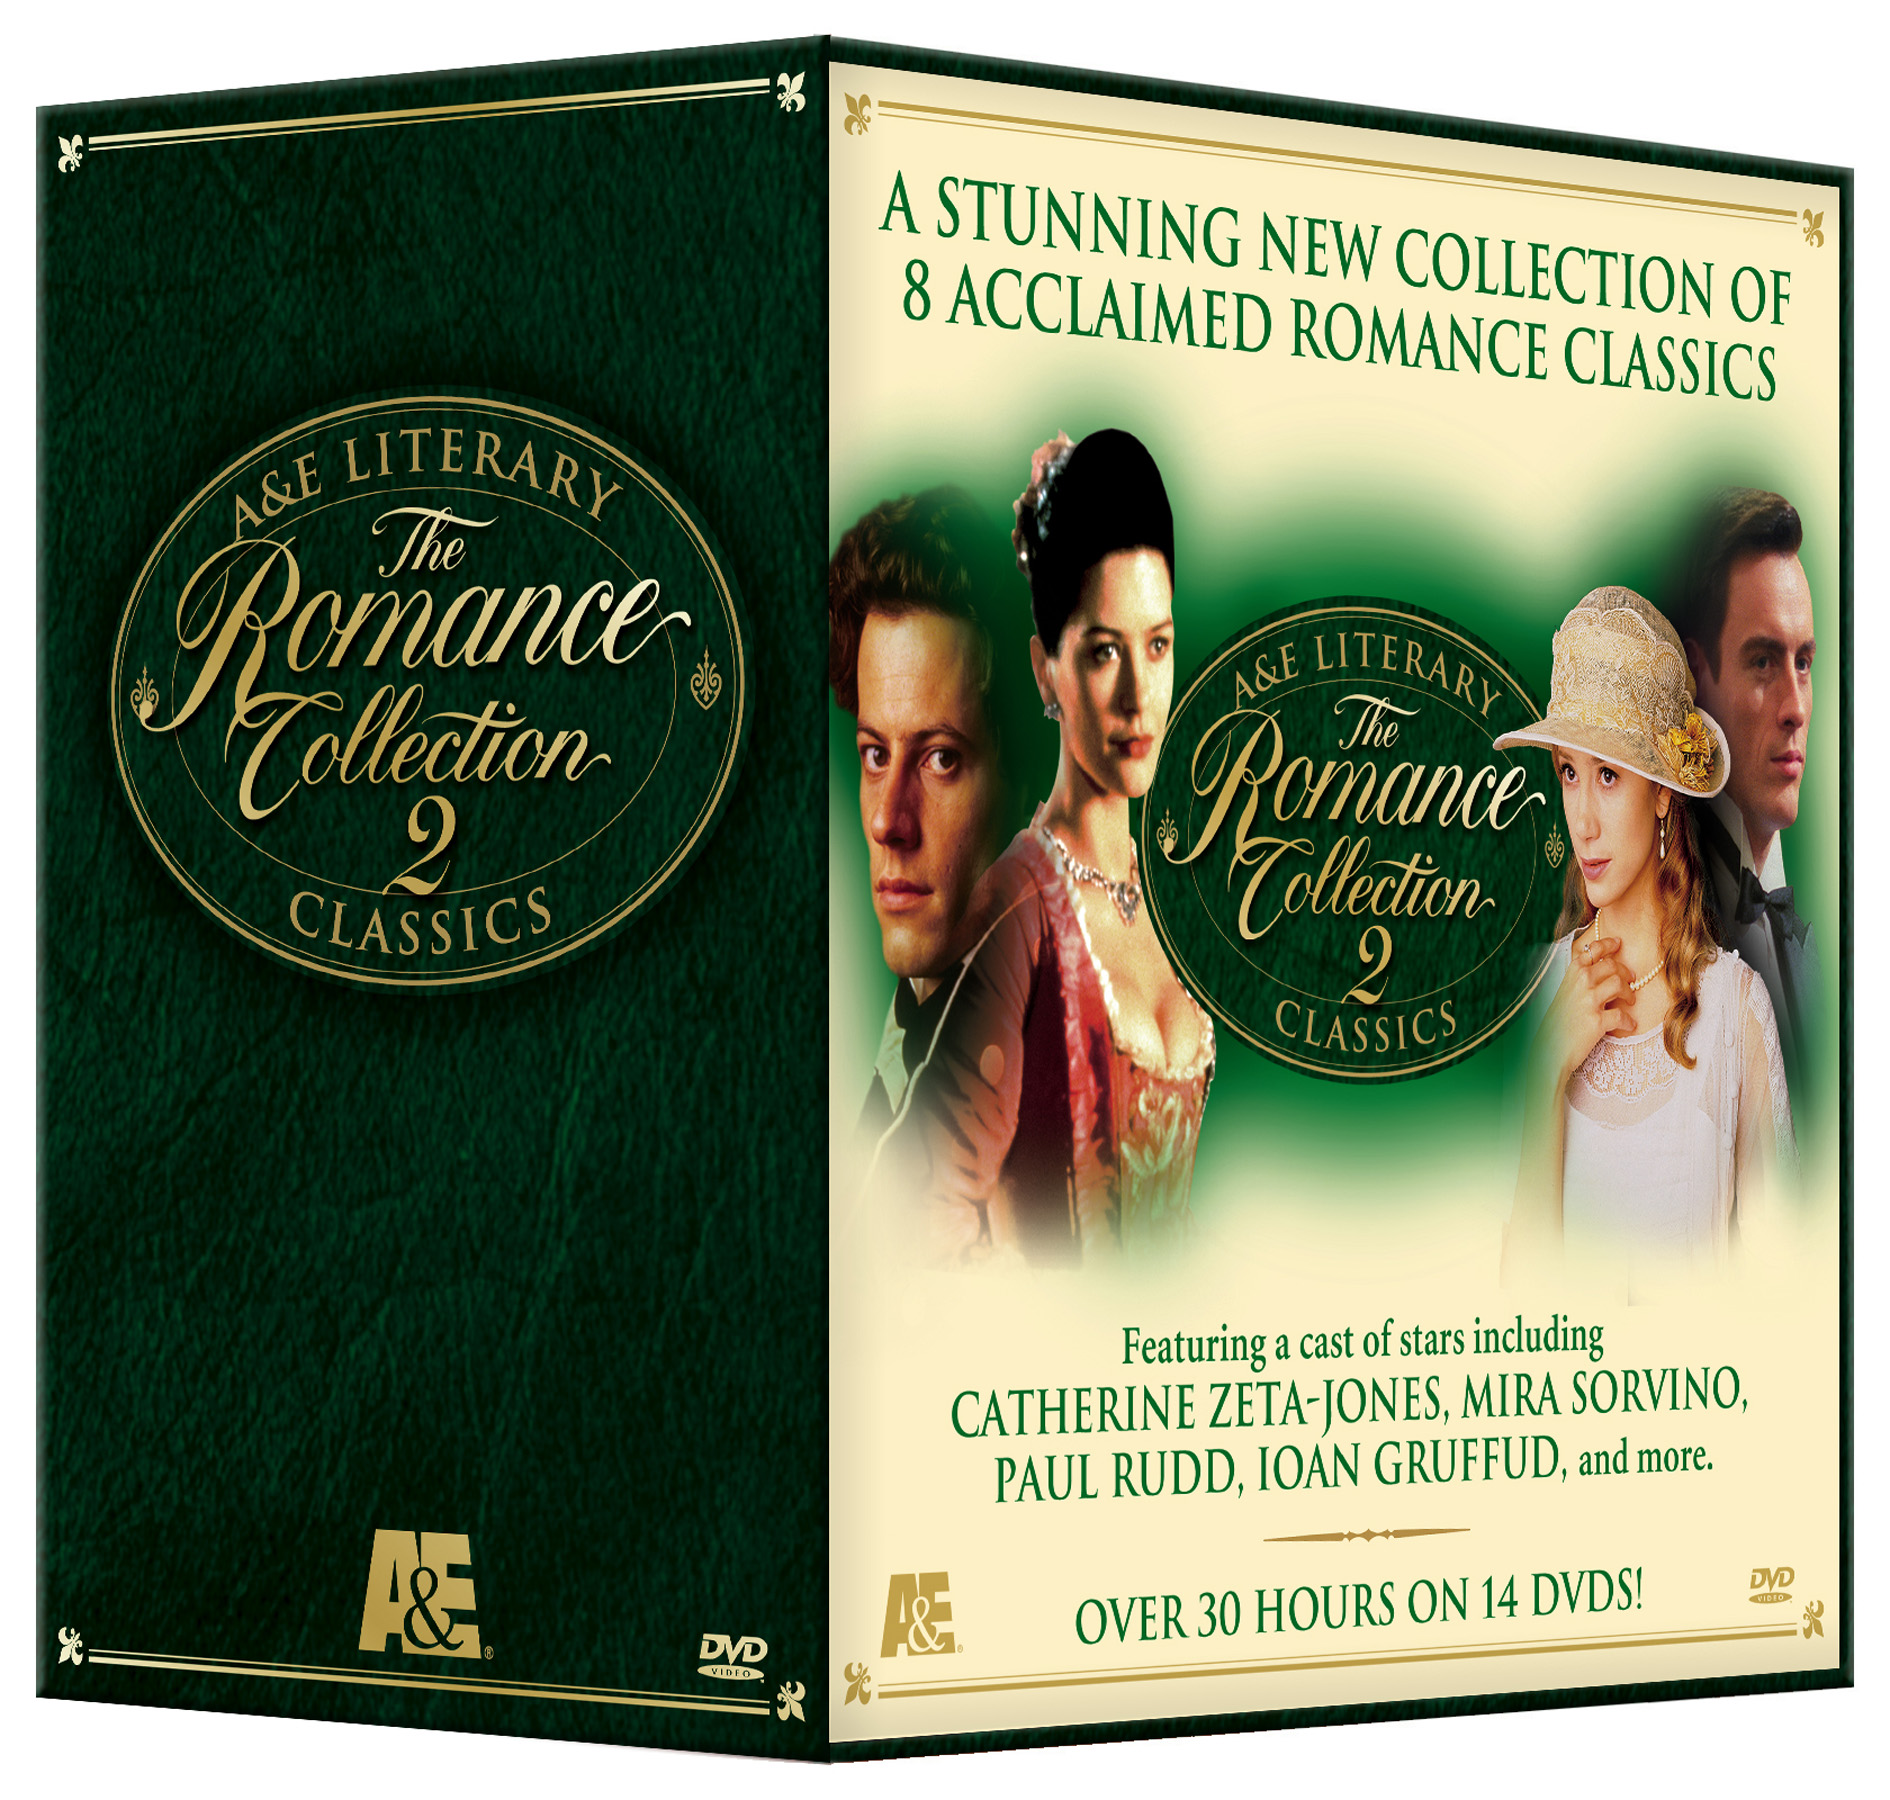 A&E LITERARY
The
Romance
Collection
2
CLASSICS
A&E®
DVD
VIDEO
A STUNNING NEW COLLECTION OF
8 ACCLAIMED ROMANCE CLASSICS
A&E LITERARY
The
Romance
Collection
2
CLASSICS
Featuring a cast of stars including
CATHERINE ZETA-JONES, MIRA SORVINO,
PAUL RUDD, IOAN GRUFFUD, and more.
OVER 30 HOURS ON 14 DVDS!
A&E®
DVD
VIDEO